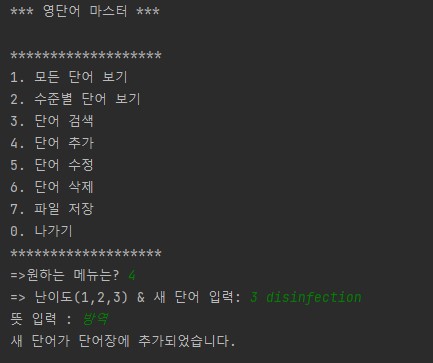 *** 영단어 마스터 ***
********************
1. 모든 단어 보기
2. 수준별 단어 보기
3. 단어 검색
4. 단어 추가
5. 단어 수정
6. 단어 삭제
7. 파일 저장
0. 나가기
********************
=>원하는 메뉴는? 4
=> 난이도(1,2,3) & 새 단어 입력: 3 disinfection
뜻 입력 : 방역
새 단어가 단어장에 추가되었습니다.